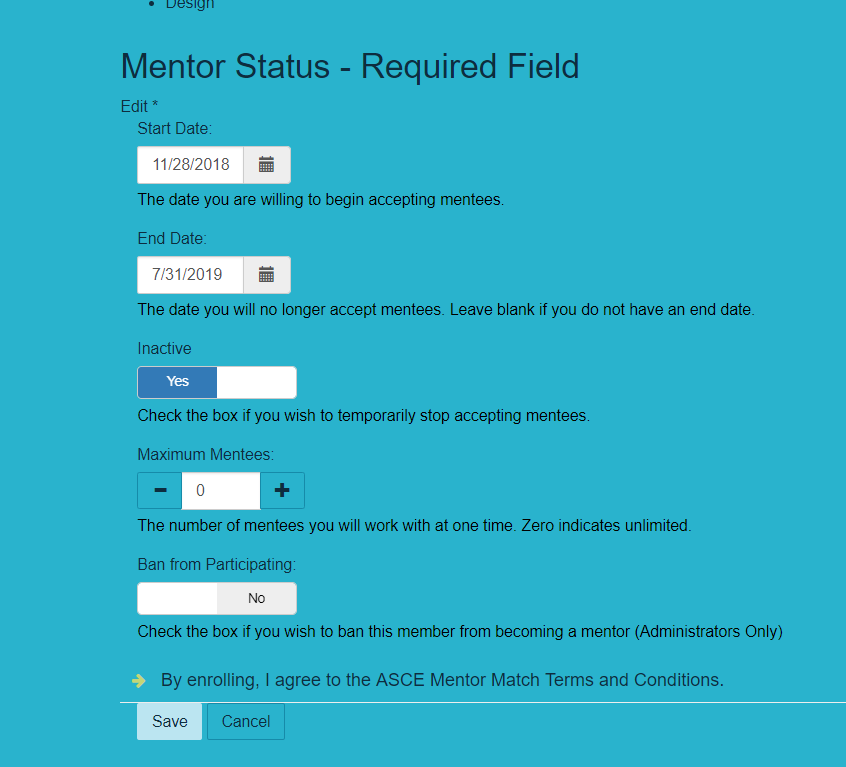 Design
Mentor Status - Required Field
Edit *
Start Date:
11/28/2018
The date you are willing to begin accepting mentees.
End Date:
7/31/2019
The date you will no longer accept mentees. Leave blank if you do not have an end date.
Inactive
Yes
Check the box if you wish to temporarily stop accepting mentees.
Maximum Mentees:
0
The number of mentees you will work with at one time. Zero indicates unlimited.
Ban from Participating:
No
Check the box if you wish to ban this member from becoming a mentor (Administrators Only)
By enrolling, I agree to the ASCE Mentor Match Terms and Conditions.
Save Cancel